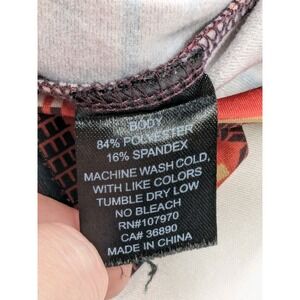 BODY
84% POLYESTER
16% SPANDEX
MACHINE WASH COLD,
WITH LIKE COLORS
TUMBLE DRY LOW
NO BLEACH
RN#107970
CA# 36890
MADE IN CHINA